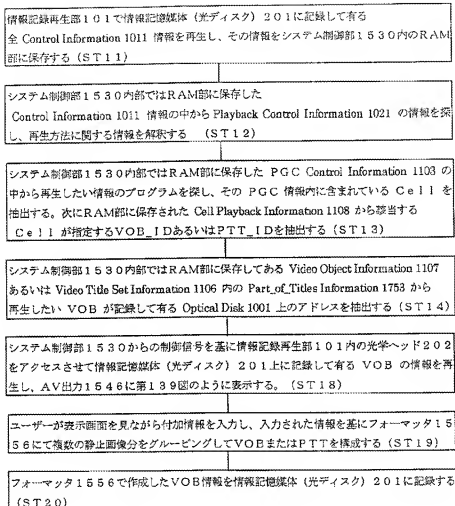 情報記録再生部101で情報記憶媒体（光ディスク）201に記録して有る
全 Control Information 1011 情報を再生し、その情報をシステム制御部1530内のRAM
部に保存する（ST11）
システム制御部1530内部ではRAM部に保存した
Control Information 1011 情報の中から Playback Control Information 1021 の情報を探
し、再生方法に関する情報を解釈する （ST12）
システム制御部1530内部ではRAM部に保存した PGC Control Information 1103 の
中から再生したい情報のプログラムを探し、その PGC 情報内に含まれている Cell を
抽出する。次にRAM部に保存された Cell Playback Information 1108 から該当する
Cell が指定するVOB_IDあるいはPTT_IDを抽出する（ST13）
システム制御部1530内部ではRAM部に保存してある Video Object Information 1107
あるいは Video Title Set Information 1106 内の Part_of_Titles Information 1753 から
再生したい VOB が記録して有る Optical Disk 1001 上のアドレスを抽出する（ST14）
システム制御部1530からの制御信号を基に情報記録再生部101内の光学ヘッド202
をアクセスさせて情報記憶媒体（光ディスク）201上に記録して有る VOB の情報を再
生し、AV出力1546に第139図のように表示する。（ST18）
ユーザーが表示画面を見ながら付加情報を入力し、入力された情報を基にフォーマッタ15
56にて複数の静止画像分をグルーピングしてVOBまたはPTTを構成する（ST19）
フォーマッタ1556で作成したVOB情報を情報記憶媒体（光ディスク）201に記録する
（ST20）